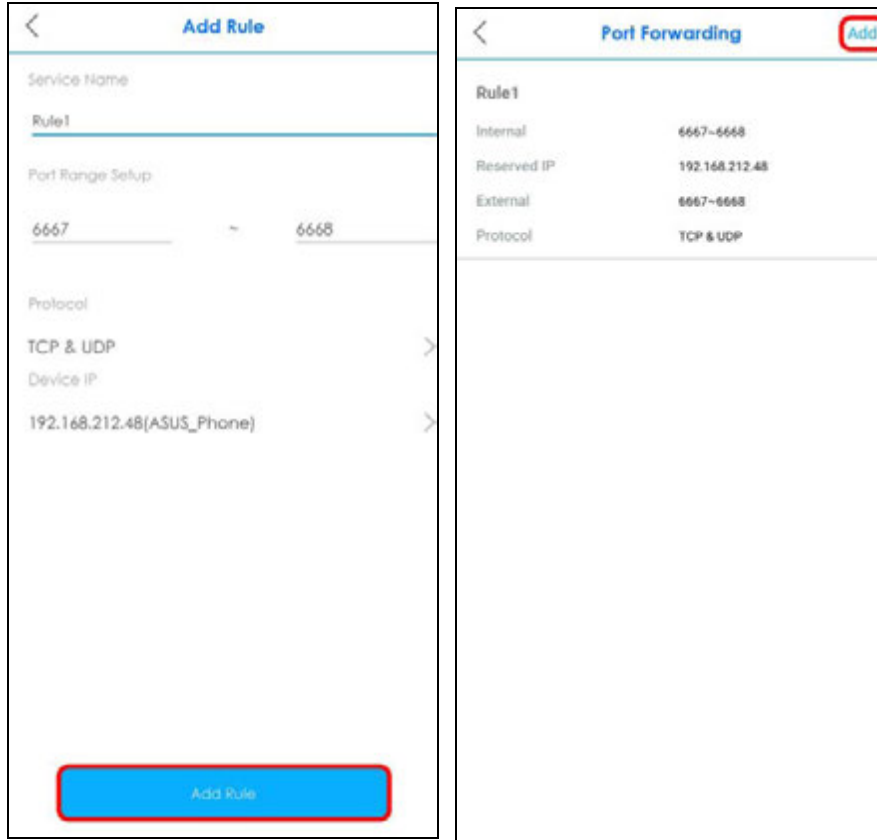 Add Rule
Service Name
Rule1
Port Range Setup
6667 ~ 6668
Protocol
TCP & UDP
Device IP
192.168.212.48(ASUS_Phone)
Add Rule
Port Forwarding
Add
Rule1
Internal 6667~6668
Reserved IP 192.168.212.48
External 6667~6668
Protocol TCP & UDP